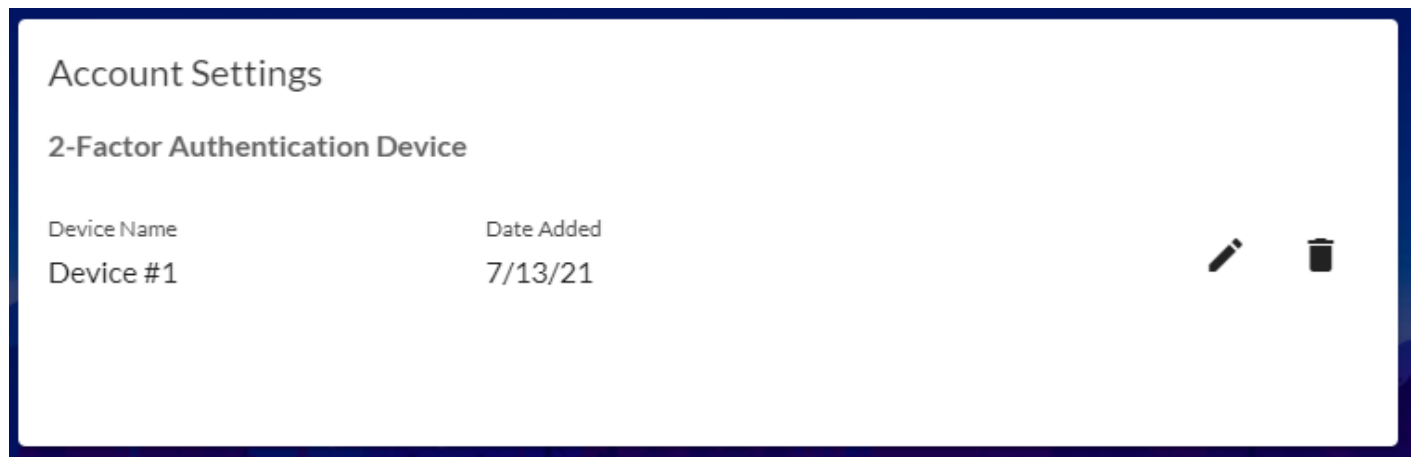 Account Settings
2-Factor Authentication Device
Device Name Date Added
Device #1 7/13/21